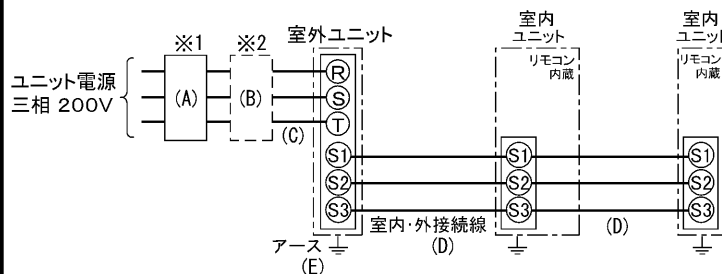 ※1
※2
室外ユニット
室内
ユニット
室内
ユニット
リモコン
内蔵
リモコン
内蔵
ユニット電源
三相 200V
(A)
(B)
(C)
R
S
T
S1
S2
S3
S1
S2
S3
S1
S2
S3
室内・外接続線
(D)
(D)
アース
(E)